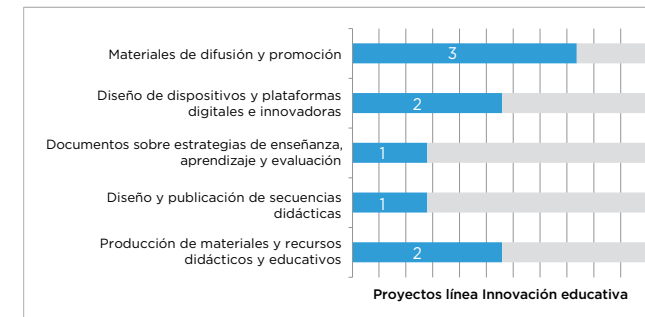 Materiales de difusión y promoción
3
Diseño de dispositivos y plataformas
digitales e innovadoras
2
Documentos sobre estrategias de enseñanza,
aprendizaje y evaluación
1
Diseño y publicación de secuencias
didácticas
1
Producción de materiales y recursos
didácticos y educativos
2
Proyectos línea Innovación educativa